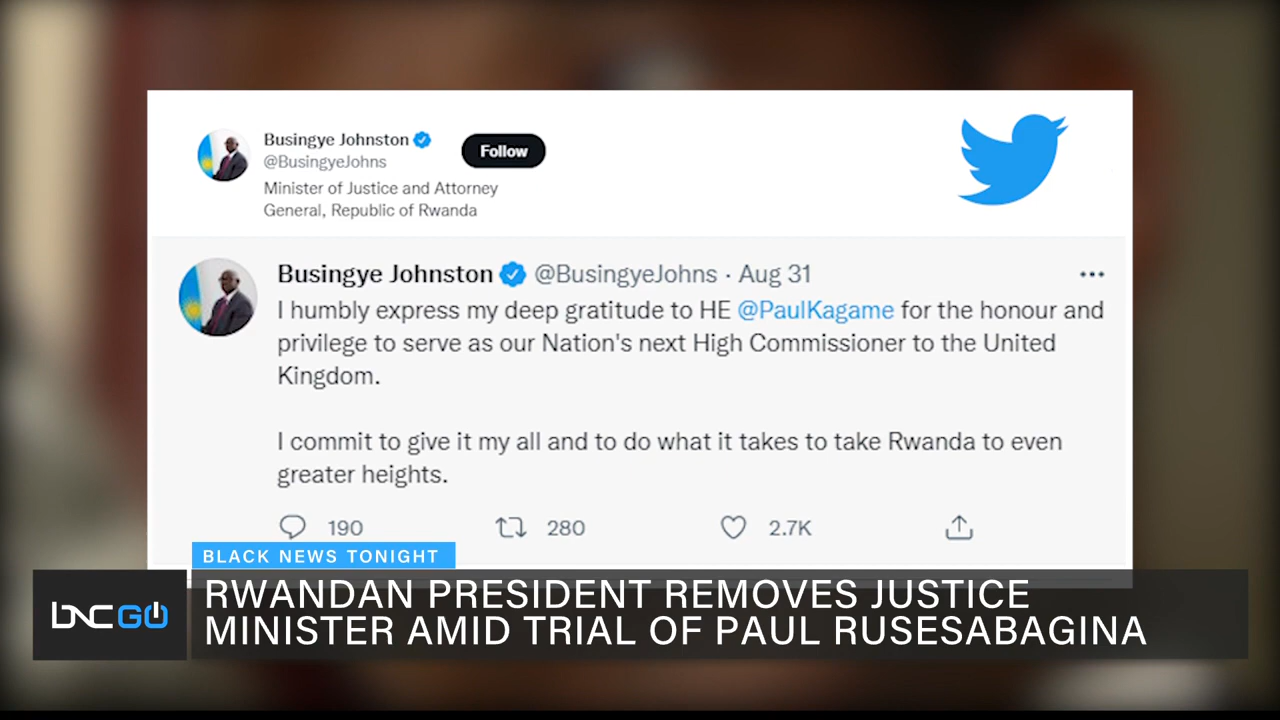 Busingye Johnston
@BusingyeJohns
Follow
Minister of Justice and Attorney
General, Republic of Rwanda
Busingye Johnston @BusingyeJohns · Aug 31
I humbly express my deep gratitude to HE @PaulKagame for the honour and
privilege to serve as our Nation's next High Commissioner to the United
Kingdom.
I commit to give it my all and to do what it takes to take Rwanda to even
greater heights.
190 280 2.7K
BLACK NEWS TONIGHT
BNC GO
RWANDAN PRESIDENT REMOVES JUSTICE
MINISTER AMID TRIAL OF PAUL RUSESABAGINA